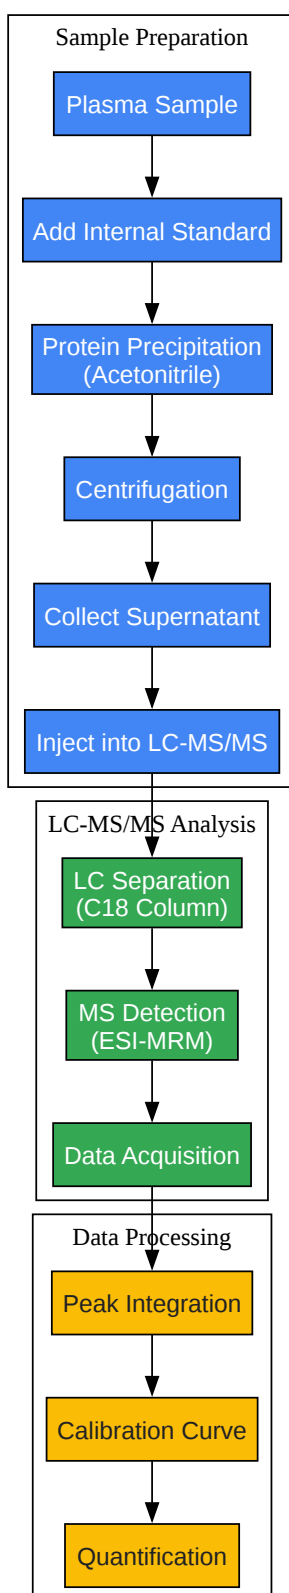 Sample Preparation
Plasma Sample
Add Internal Standard
Protein Precipitation
(Acetonitrile)
Centrifugation
Collect Supernatant
Inject into LC-MS/MS
LC-MS/MS Analysis
LC Separation
(C18 Column)
MS Detection
(ESI-MRM)
Data Acquisition
Data Processing
Peak Integration
Calibration Curve
Quantification